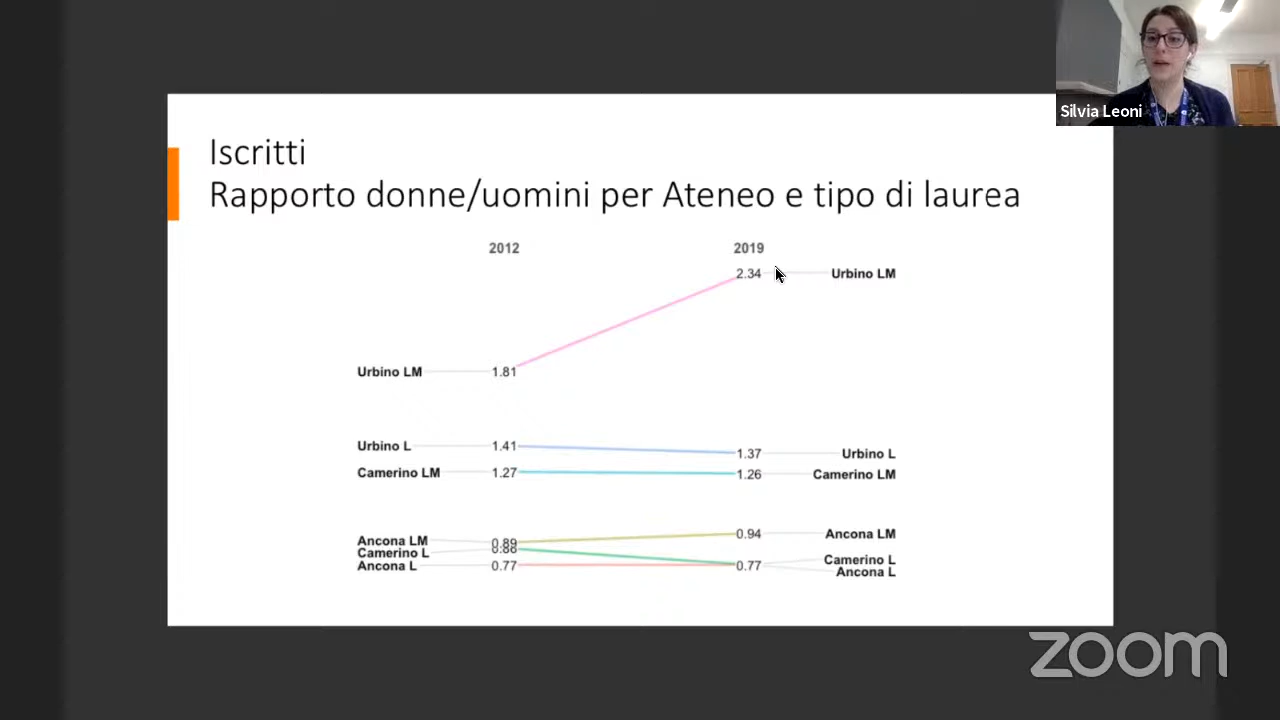 Silvia Leoni
Iscritti
Rapporto donne/uomini per Ateneo e tipo di laurea
2012 2019
2.34 Urbino LM
Urbino LM 1.81
Urbino L 1.41 1.37 Urbino L
Camerino LM 1.27 1.26 Camerino LM
Ancona LM 0.89 0.94 Ancona LM
Camerino L Camerino L
Ancona L 0.77 0.77 Ancona L
zoom